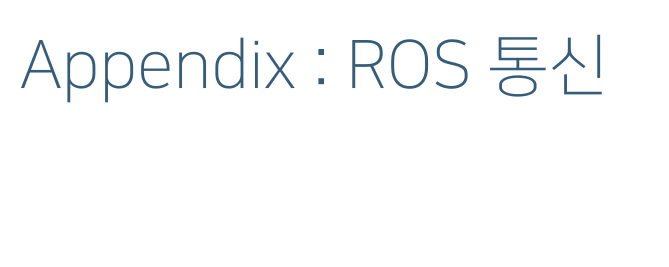 Appendix : ROS 통신